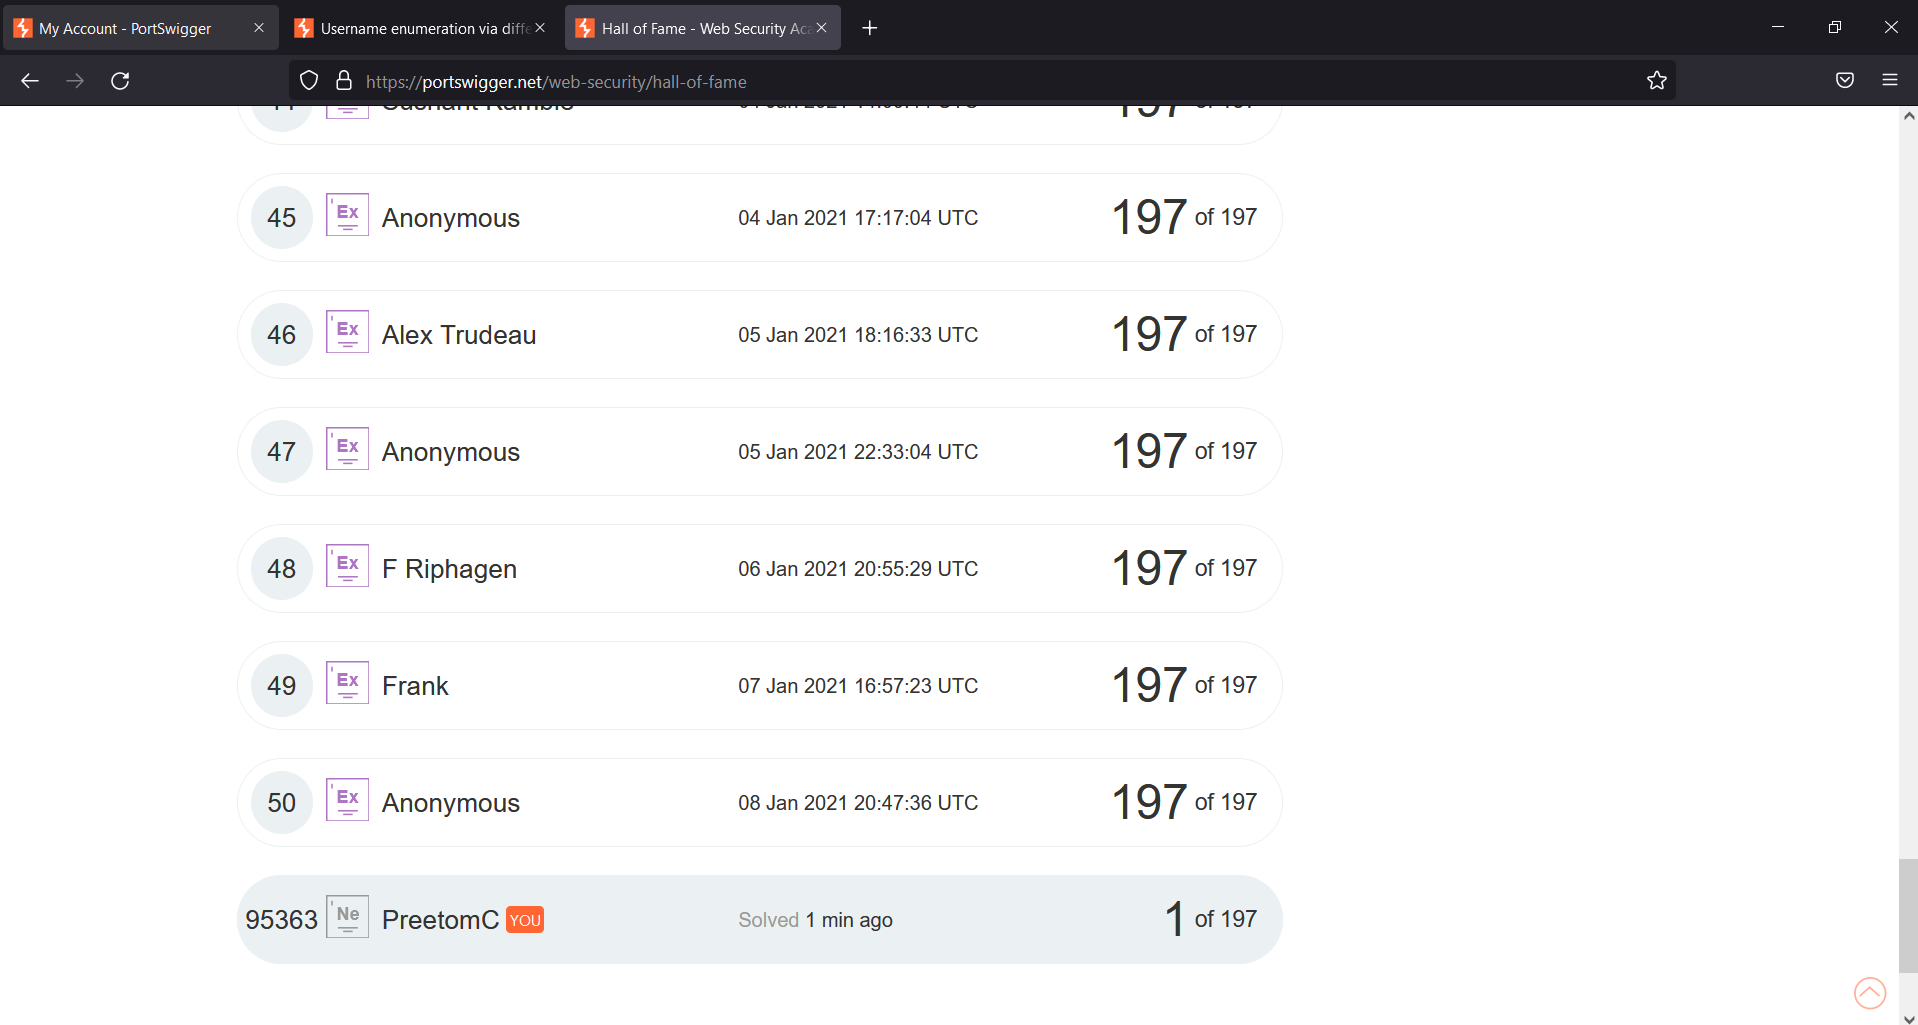 My Account - PortSwigger
Username enumeration via diffe
Hall of Fame - Web Security Aca
https://portswigger.net/web-security/hall-of-fame
45 Ex Anonymous 04 Jan 2021 17:17:04 UTC 197 of 197
46 Ex Alex Trudeau 05 Jan 2021 18:16:33 UTC 197 of 197
47 Ex Anonymous 05 Jan 2021 22:33:04 UTC 197 of 197
48 Ex F Riphagen 06 Jan 2021 20:55:29 UTC 197 of 197
49 Ex Frank 07 Jan 2021 16:57:23 UTC 197 of 197
50 Ex Anonymous 08 Jan 2021 20:47:36 UTC 197 of 197
95363 Ne PreetomC YOU Solved 1 min ago 1 of 197